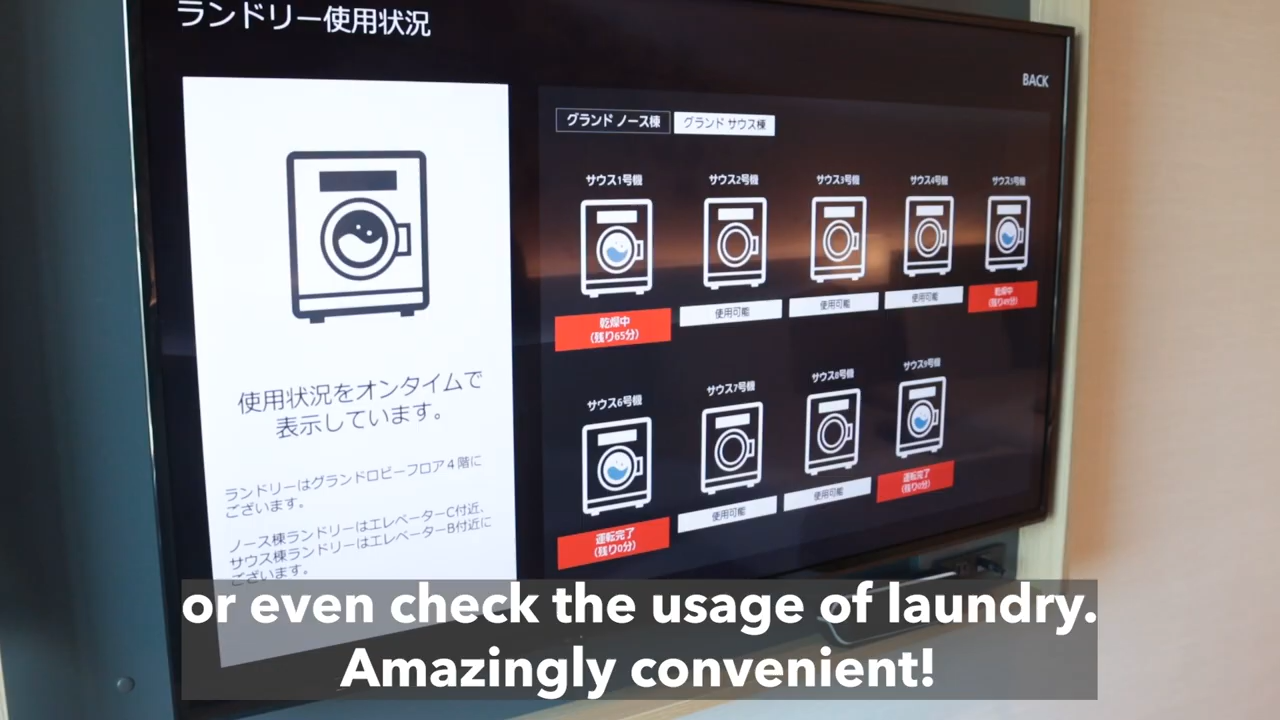 ランドリー使用状況
BACK
使用状況をオンタイムで
表示しています。
ランドリーはグランドロビーフロア4階に
ございます。
ノース棟ランドリーはエレベーターC付近、
サウス棟ランドリーはエレベーターB付近に
ございます。
グランド ノース棟
グランド サウス棟
サウス1号機
サウス2号機
サウス3号機
サウス4号機
サウス5号機
乾燥中
(残り65分)
使用可能
使用可能
使用可能
乾燥中
サウス6号機
サウス7号機
サウス8号機
サウス9号機
運転完了
(残り0分)
使用可能
使用可能
運転完了
(残り0分)
or even check the usage of laundry.
Amazingly convenient!